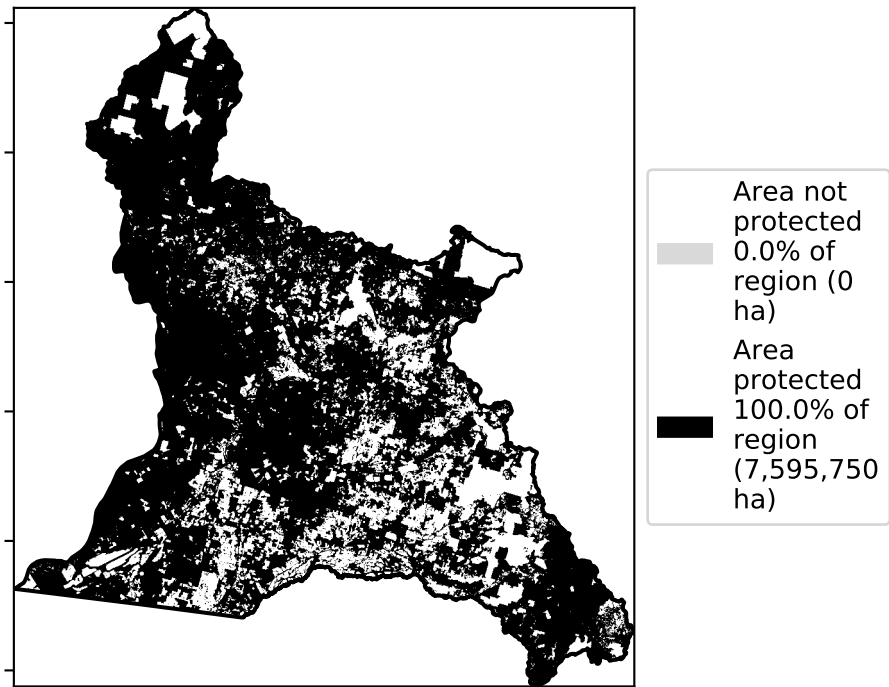 Area not
protected
0.0% of
region (0
ha)
Area
protected
100.0% of
region
(7,595,750
ha)